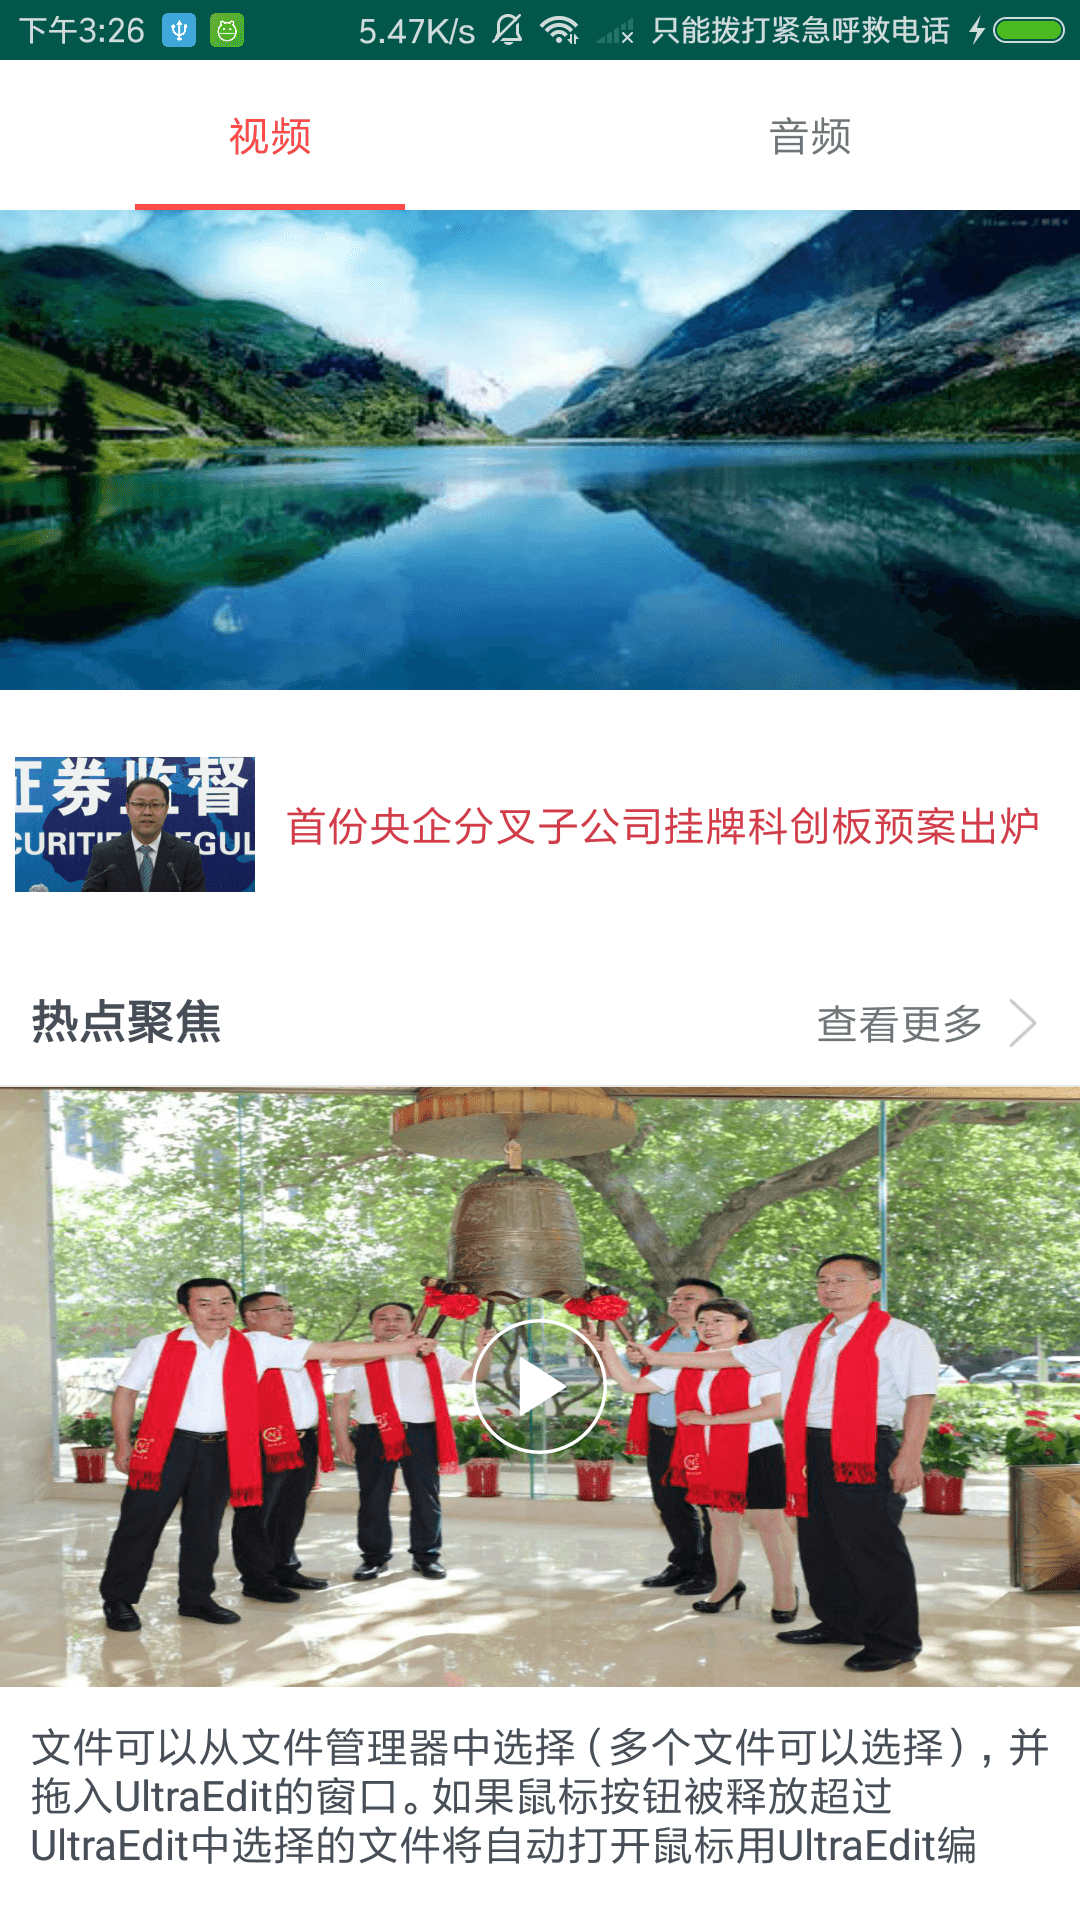 下午3:26
5.47K/s
只能拨打紧急呼救电话
视频
音频
证券监督
CURITIE
EGUL
首份央企分叉子公司挂牌科创板预案出炉
热点聚焦
查看更多
文件可以从文件管理器中选择（多个文件可以选择），并
拖入UltraEdit的窗口。如果鼠标按钮被释放超过
UltraEdit中选择的文件将自动打开鼠标用UltraEdit编